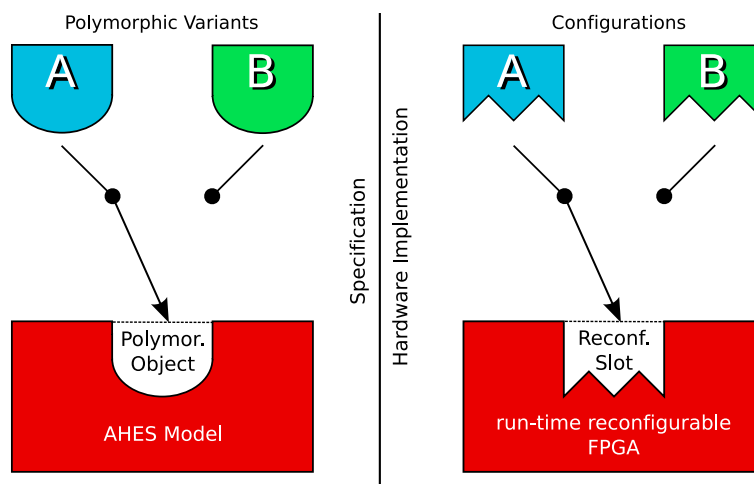 Polymorphic Variants
A
B
Polymor.
Object
AHES Model
Specification
Hardware Implementation
Configurations
A
B
Reconf.
Slot
run-time reconfigurable
FPGA